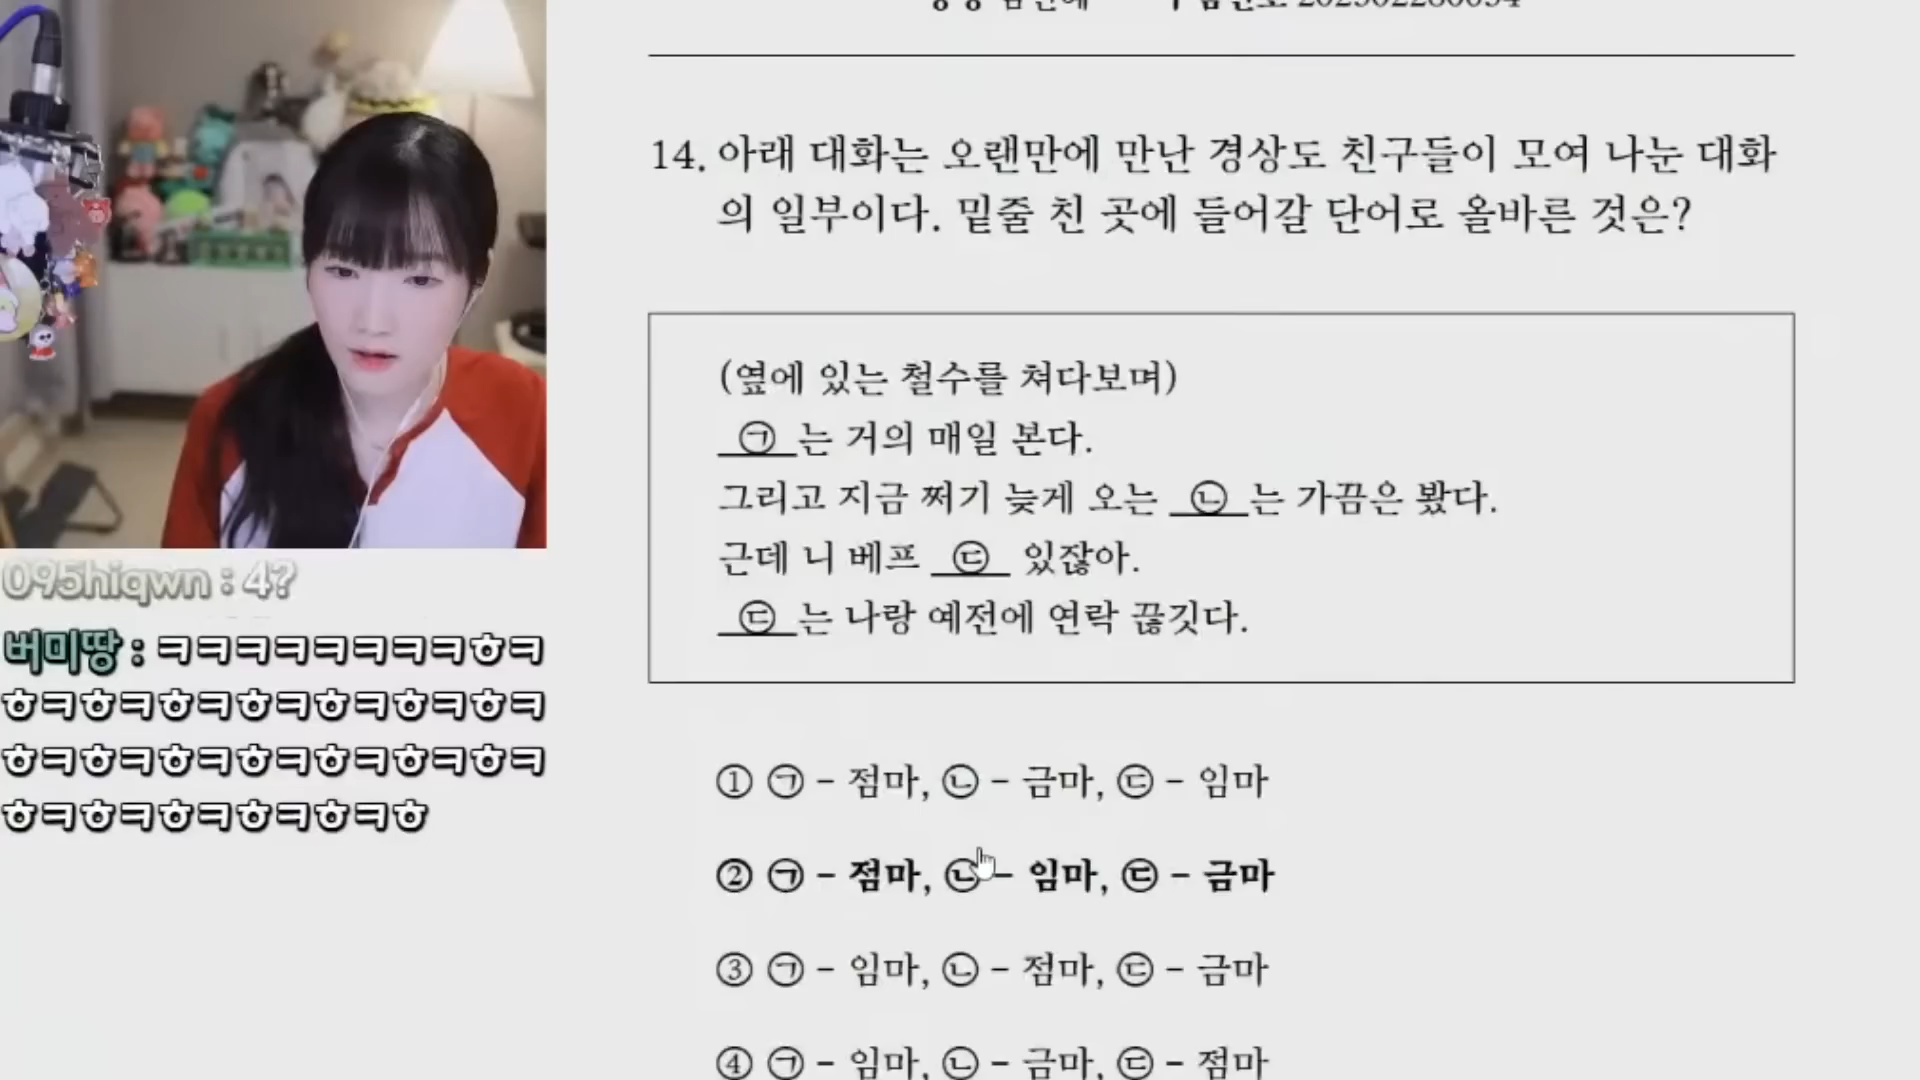 14. 아래 대화는 오랜만에 만난 경상도 친구들이 모여 나눈 대화
의 일부이다. 밑줄 친 곳에 들어갈 단어로 올바른 것은?
(옆에 있는 철수를 쳐다보며)
㉠는 거의 매일 본다.
그리고 지금 쩌기 늦게 오는 ㉡는 가끔은 봤다.
근데 니 베프 ㉢ 있잖아.
㉢는 나랑 예전에 연락 끊깃다.
① ㉠ - 점마, ㉡ - 금마, ㉢ - 임마
② ㉠ - 점마, ㉡ - 임마, ㉢ - 금마
③ ㉠ - 임마, ㉡ - 점마, ㉢ - 금마
④ ㉠ - 임마, ㉡ - 금마, ㉢ - 점마
095hiqwn : 4?
버미땅 : ㅋㅋㅋㅋㅋㅋㅋㅋㅎㅋ
ㅎㅋㅎㅋㅎㅋㅎㅋㅎㅋㅎㅋㅎㅋ
ㅎㅋㅎㅋㅎㅋㅎㅋㅎㅋㅎㅋㅎㅋ
ㅎㅋㅎㅋㅎㅋㅎㅋㅎㅋㅎ